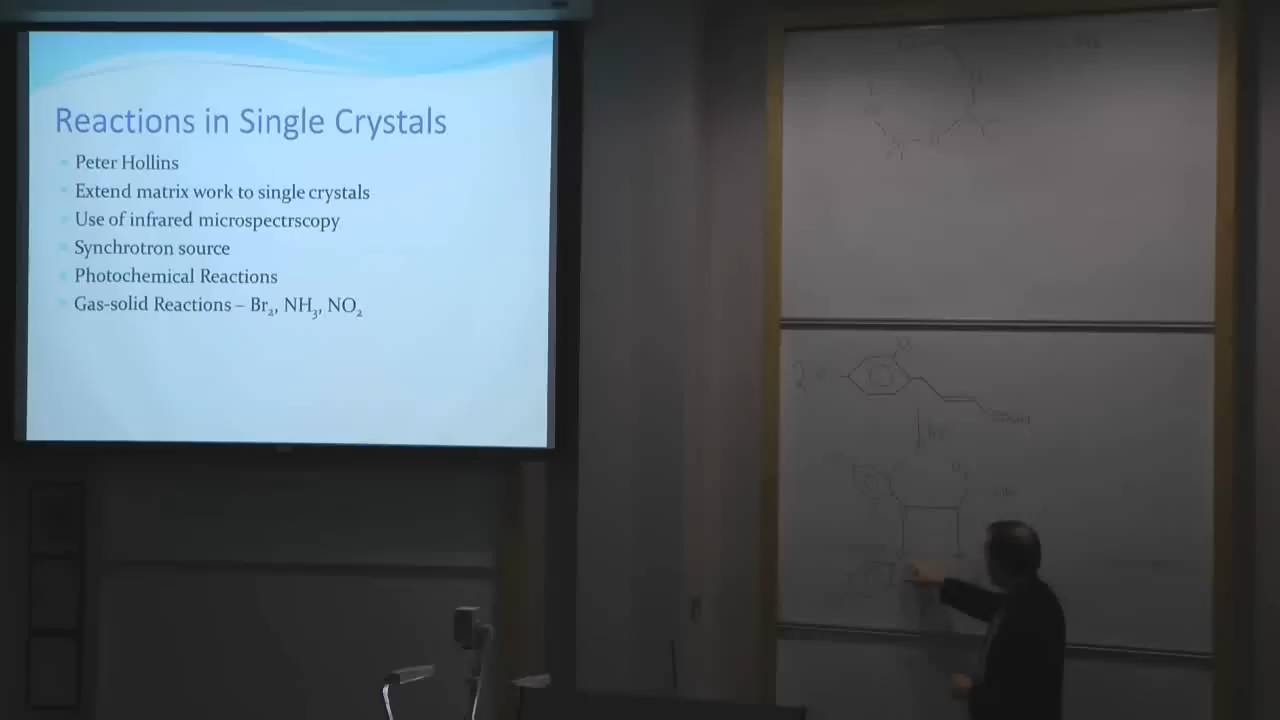 Reactions in Single Crystals
Peter Hollins
Extend matrix work to single crystals
Use of infrared microspectrscopy
Synchrotron source
Photochemical Reactions
Gas-solid Reactions – Br₂, NH₃, NO₂
2